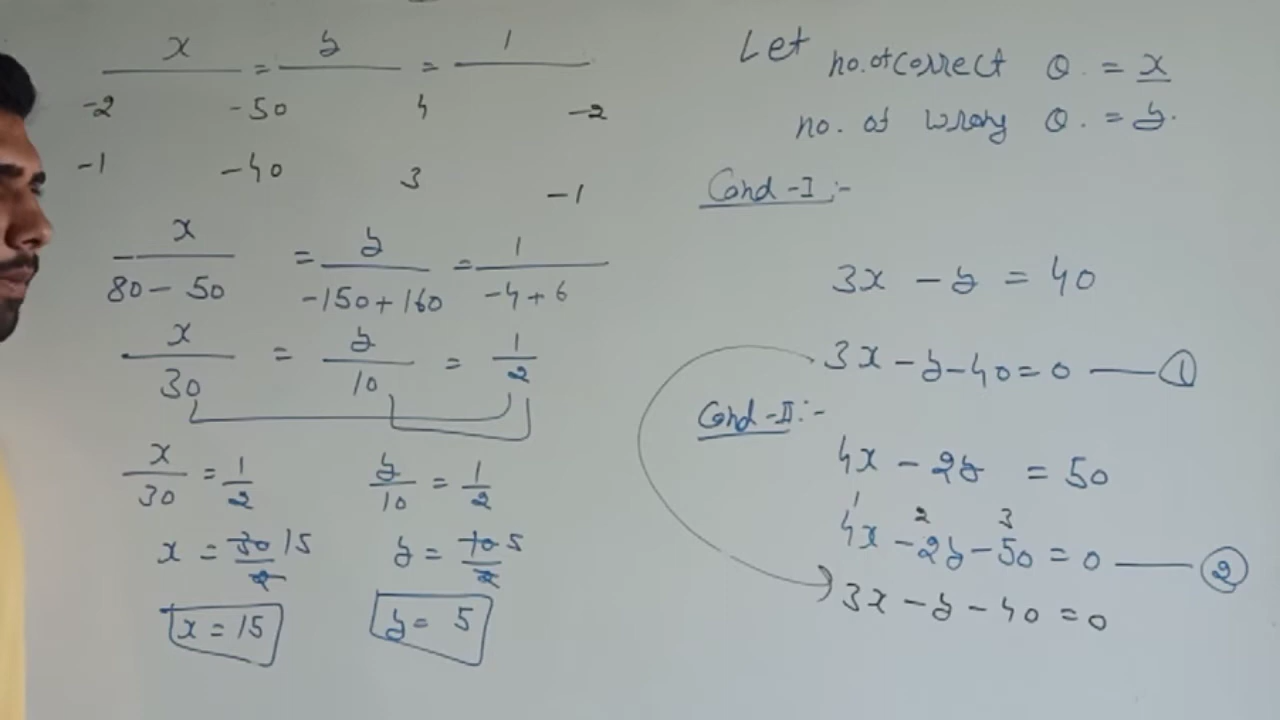 x/ = y/ = 1/
-2 -50 4 -2
-1 -40 3 -1
x/(80 - 50) = y/(-150 + 160) = 1/(-4 + 6)
x/30 = y/10 = 1/2
x/30 = 1/2 y/10 = 1/2
x = 30/2 15 y = 10/2 5
x = 15 y = 5
Let no. of correct Q. = x
no. of wrong Q. = y.
Cond - I :-
3x - y = 40
3x - y - 40 = 0 ① 
Cond - II :-
4x - 2y = 50
1 2 3
4x - 2y - 50 = 0 ②
3x - y - 40 = 0